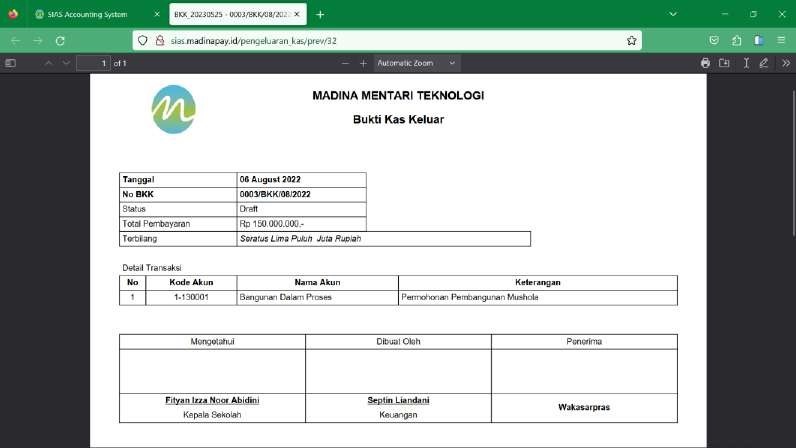 SIAS Accounting System
BKK_20230525 - 0003/BKK/08/202
sias.madinapay.id/pengeluaran_kas/prev/32
1 of 1
Automatic Zoom
MADINA MENTARI TEKNOLOGI
Bukti Kas Keluar
Tanggal 06 August 2022
No BKK 0003/BKK/08/2022
Status Draft
Total Pembayaran Rp 150.000.000,-
Terbilang Seratus Lima Puluh Juta Rupiah
Detail Transaksi
No Kode Akun Nama Akun Keterangan
1 1-130001 Bangunan Dalam Proses Permohonan Pembangunan Mushola
Mengetahui Dibuat Oleh Penerima
Fityan Izza Noor Abidini Septin Liandani Wakasarpras
Kepala Sekolah Keuangan